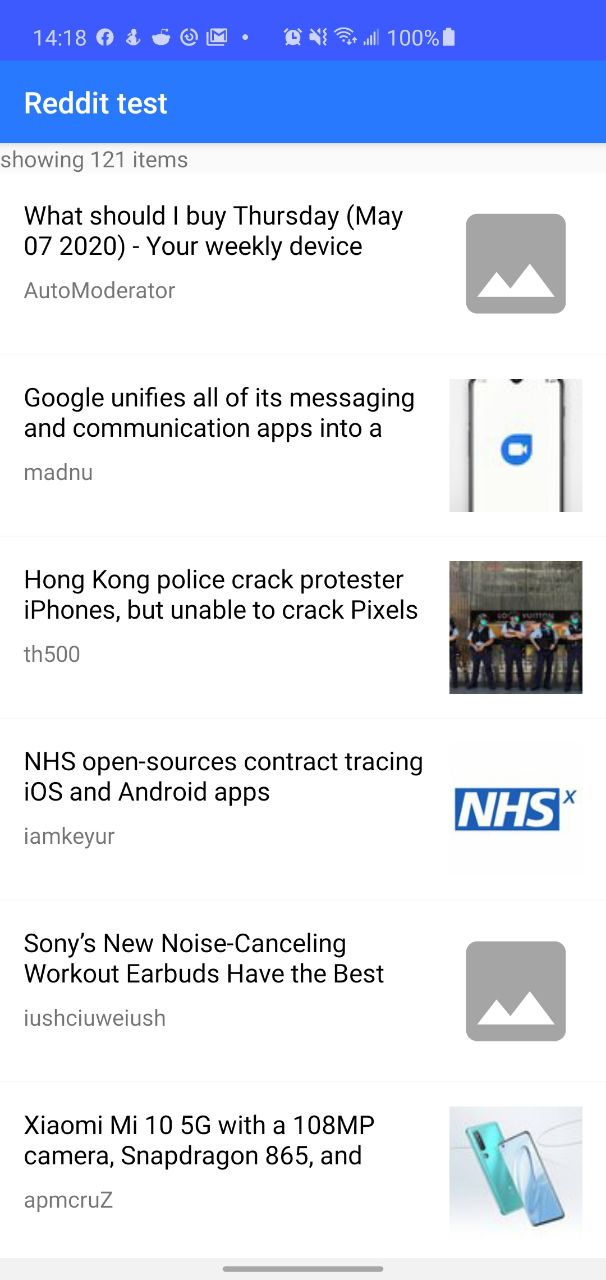 14:18 100%
Reddit test
showing 121 items
What should I buy Thursday (May
07 2020) - Your weekly device
AutoModerator
Google unifies all of its messaging
and communication apps into a
madnu
Hong Kong police crack protester
iPhones, but unable to crack Pixels
th500
LOUIS VUITTON
NHS open-sources contract tracing
iOS and Android apps
iamkeyur
NHSX
Sony’s New Noise-Canceling
Workout Earbuds Have the Best
iushciuweiush
Xiaomi Mi 10 5G with a 108MP
camera, Snapdragon 865, and
apmcruZ